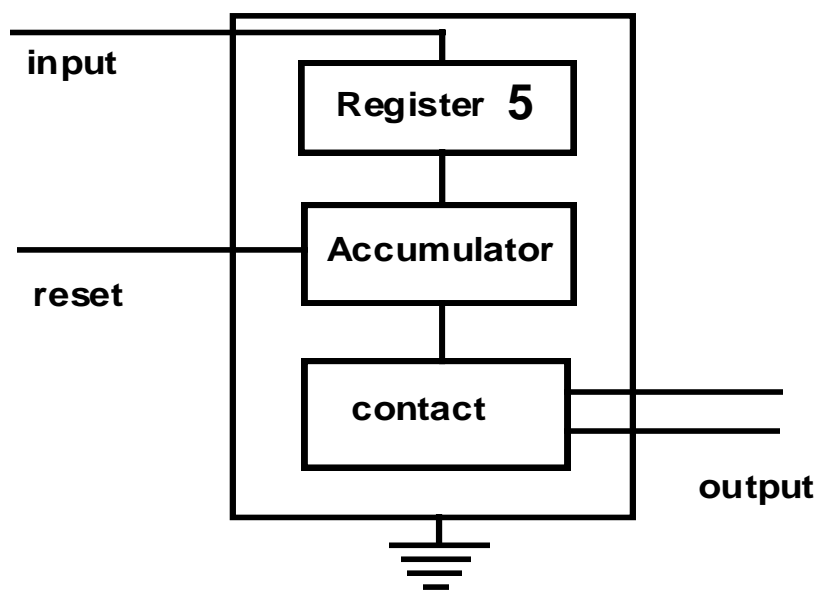 input
Register 5
Accumulator
reset
contact
output